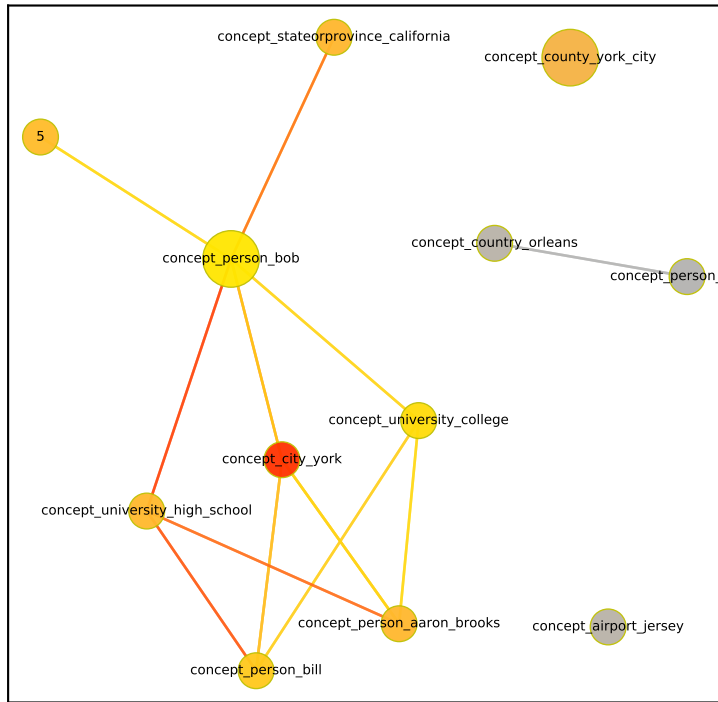 concept_stateorprovince_california
concept_county_york_city
5
concept_country_orleans
concept_person_bob
concept_person_
concept_university_college
concept_city_york
concept_university_high_school
concept_person_aaron_brooks
concept_airport_jersey
concept_person_bill